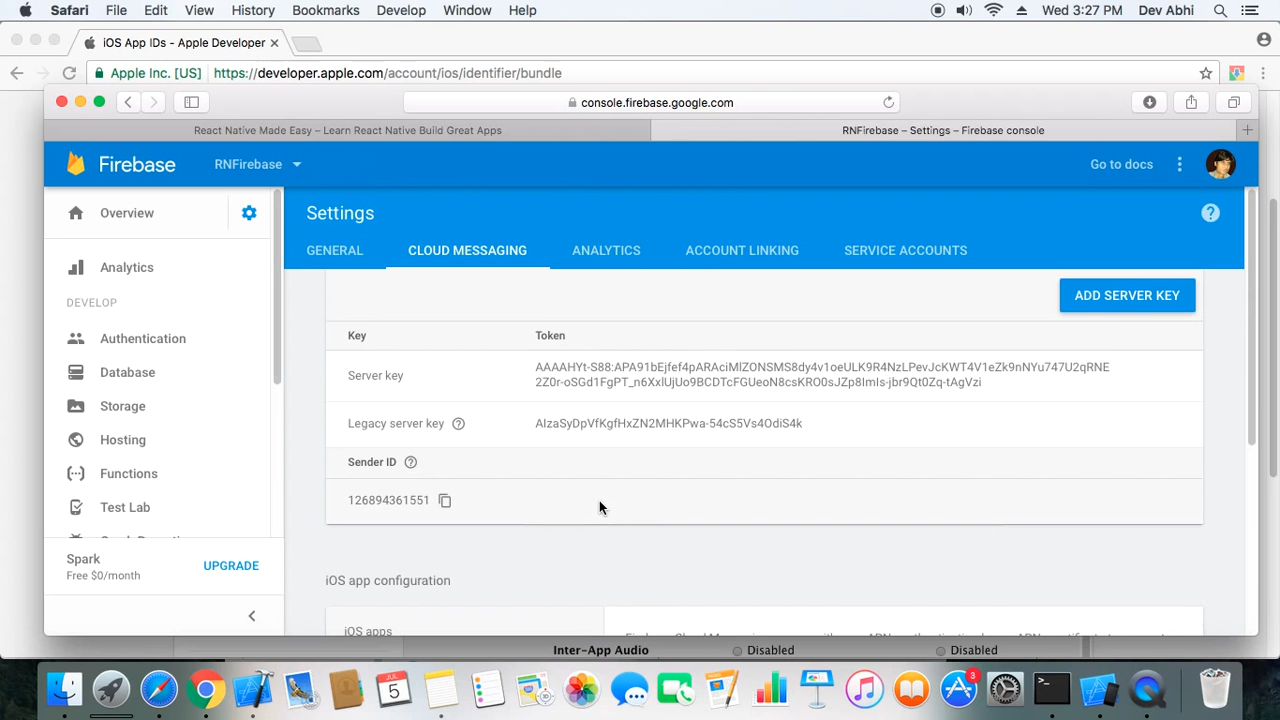 Safari File Edit View History Bookmarks Develop Window Help Wed 3:27 PM Dev Abhi
iOS App IDs - Apple Developer
Apple Inc. [US] https://developer.apple.com/account/ios/identifier/bundle
console.firebase.google.com
React Native Made Easy – Learn React Native Build Great Apps RNFirebase – Settings – Firebase console
Firebase RNFirebase Go to docs
Overview Settings
GENERAL CLOUD MESSAGING ANALYTICS ACCOUNT LINKING SERVICE ACCOUNTS
Analytics
DEVELOP
Authentication
Database
Storage
Hosting
Functions
Test Lab
Spark
Free $0/month
UPGRADE
ADD SERVER KEY
Key Token
Server key AAAAHYt-S88:APA91bEjfef4pARAciMlZONSMS8dy4v1oeULK9R4NzLPevJcKWT4V1eZk9nNYu747U2qRNE
2Z0r-oSGd1FgPT_n6XxlUjUo9BCDTcFGUeoN8csKRO0sJZp8ImIs-jbr9Qt0Zq-tAgVzi
Legacy server key AIzaSyDpVfKgfHxZN2MHKPwa-54cS5Vs4OdiS4k
Sender ID
126894361551
iOS app configuration
iOS apps
Inter-App Audio Disabled Disabled
JUL
5
3